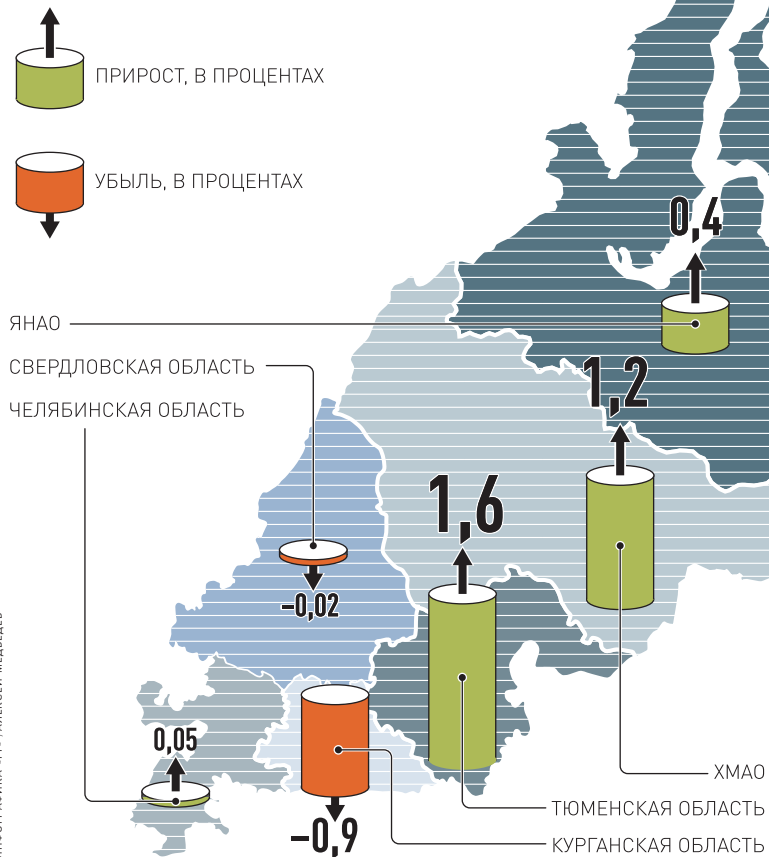 ПРИРОСТ, В ПРОЦЕНТАХ
УБЫЛЬ, В ПРОЦЕНТАХ
0,4
ЯНАО
СВЕРДЛОВСКАЯ ОБЛАСТЬ
1,2
ЧЕЛЯБИНСКАЯ ОБЛАСТЬ
1,6
–0,02
0,05
ХМАО
ТЮМЕНСКАЯ ОБЛАСТЬ
–0,9
КУРГАНСКАЯ ОБЛАСТЬ